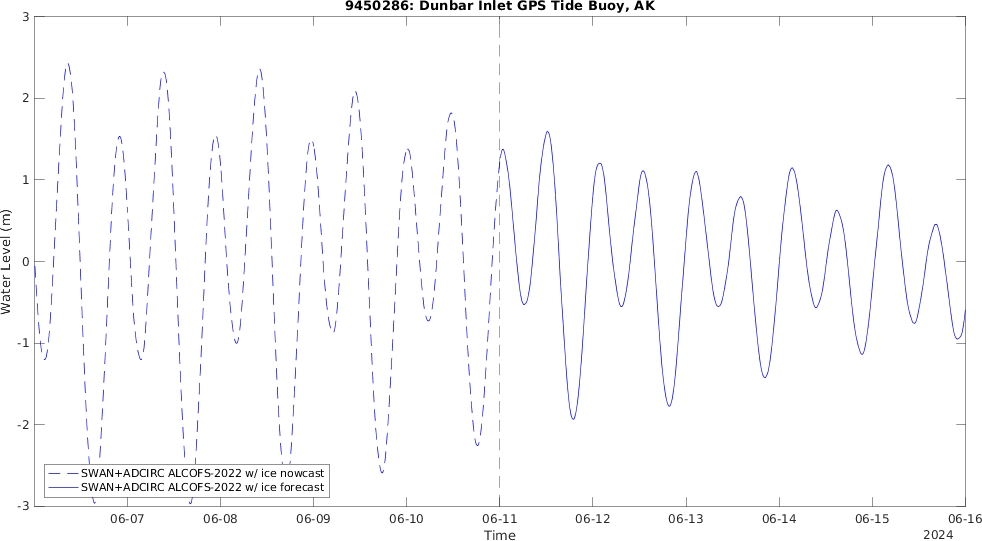 9450286: Dunbar Inlet GPS Tide Buoy, AK
3
2
1
0
-1
-2
-3
Water Level (m)
SWAN+ADCIRC ALCOFS-2022 w/ ice nowcast
SWAN+ADCIRC ALCOFS-2022 w/ ice forecast
06-07 06-08 06-09 06-10 06-11 06-12 06-13 06-14 06-15 06-16
Time
2024